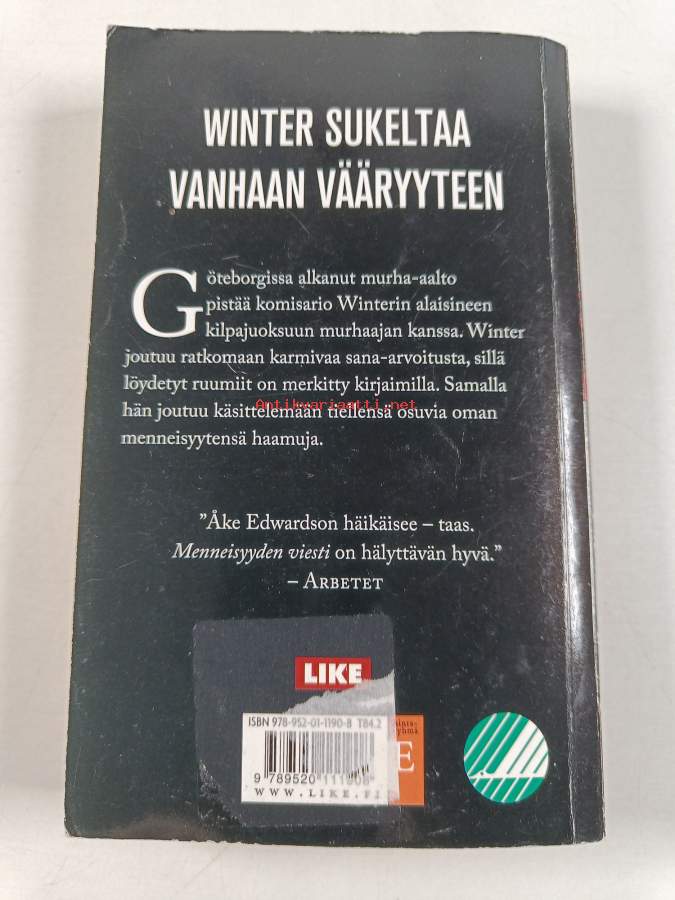 WINTER SUKELTAA
VANHAAN VÄÄRYYTEEN
Göteborgissa alkanut murha-aalto
pistää komisario Winterin alaisineen
kilpajuoksuun murhaajan kanssa. Winter
joutuu ratkomaan karmivaa sana-arvoitusta, sillä
löydetyt ruumiit on merkitty kirjaimilla. Samalla
Antikvariaatti.net
hän joutuu käsittelemään tiellensä osuvia oman
menneisyytensä haamuja.
”Åke Edwardson häikäisee – taas.
Menneisyyden viesti on hälyttävän hyvä.”
– ARBETET
LIKE
ISBN 978-952-01-1190-8 T84.2
E
WWW.LIKE.FI